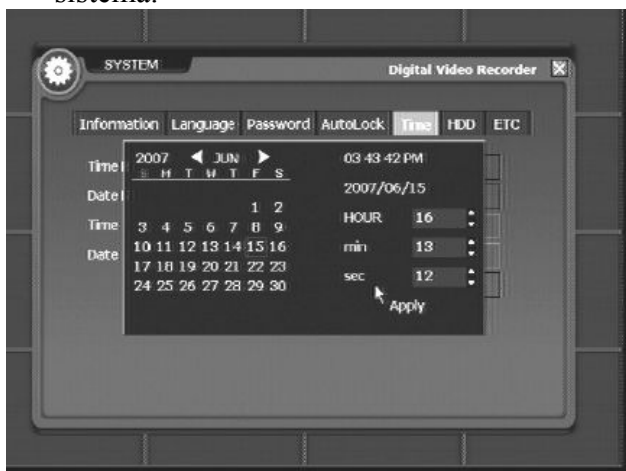 sistema.
SYSTEM
Digital Video Recorder
Information Language Password AutoLock Time HDD ETC
Time
Date
Time
Date
2007 JUN
S M T W T F S
1 2
3 4 5 6 7 8 9
10 11 12 13 14 15 16
17 18 19 20 21 22 23
24 25 26 27 28 29 30
03 43 42 PM
2007/06/15
HOUR 16
min 13
sec 12
Apply